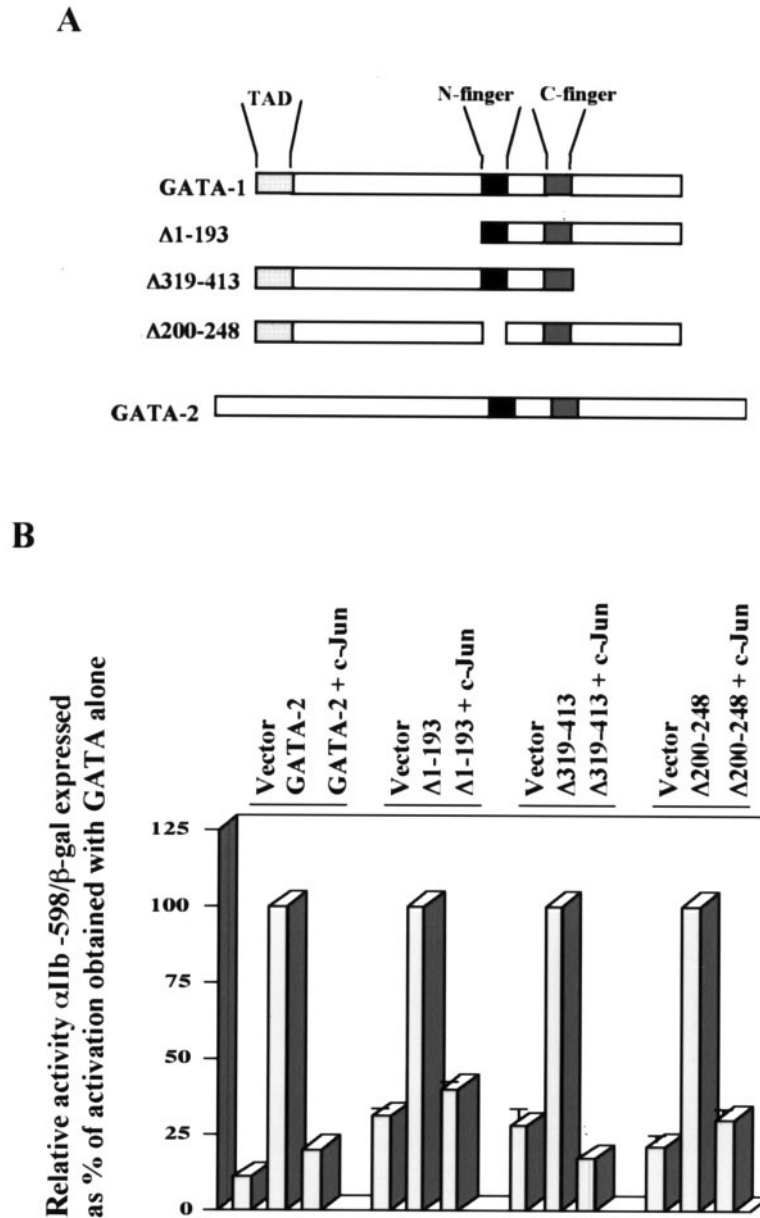 A
TAD
N-finger
C-finger
GATA-1
Δ1-193
Δ319-413
Δ200-248
GATA-2
B
Relative activity αIIb -598/β-gal expressed
as % of activation obtained with GATA alone
Vector
GATA-2
GATA-2 + c-Jun
Vector
Δ1-193
Δ1-193 + c-Jun
Vector
Δ319-413
Δ319-413 + c-Jun
Vector
Δ200-248
Δ200-248 + c-Jun
125
100
75
50
25
0